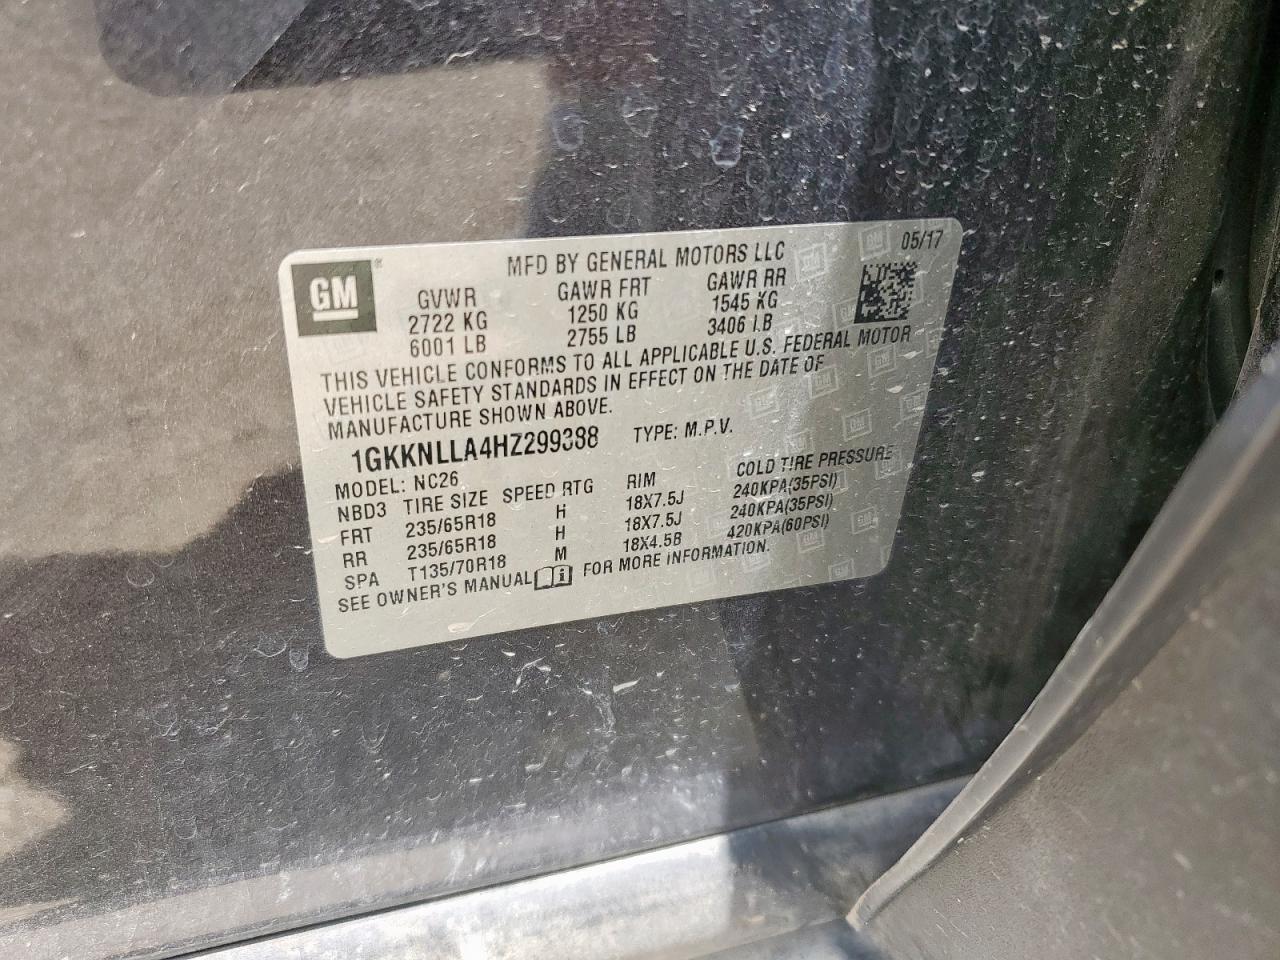 GM
MFD BY GENERAL MOTORS LLC 05/17
GVWR GAWR FRT GAWR RR
2722 KG 1250 KG 1545 KG
6001 LB 2755 LB 3406 LB
THIS VEHICLE CONFORMS TO ALL APPLICABLE U.S. FEDERAL MOTOR
VEHICLE SAFETY STANDARDS IN EFFECT ON THE DATE OF
MANUFACTURE SHOWN ABOVE.
1GKKNLLA4HZ299388 TYPE: M.P.V.
MODEL: NC26
NBD3 TIRE SIZE SPEED RTG RIM COLD TIRE PRESSURE
FRT 235/65R18 H 18X7.5J 240KPA(35PSI)
RR 235/65R18 H 18X7.5J 240KPA(35PSI)
SPA T135/70R18 M 18X4.5B 420KPA(60PSI)
SEE OWNER'S MANUAL FOR MORE INFORMATION.